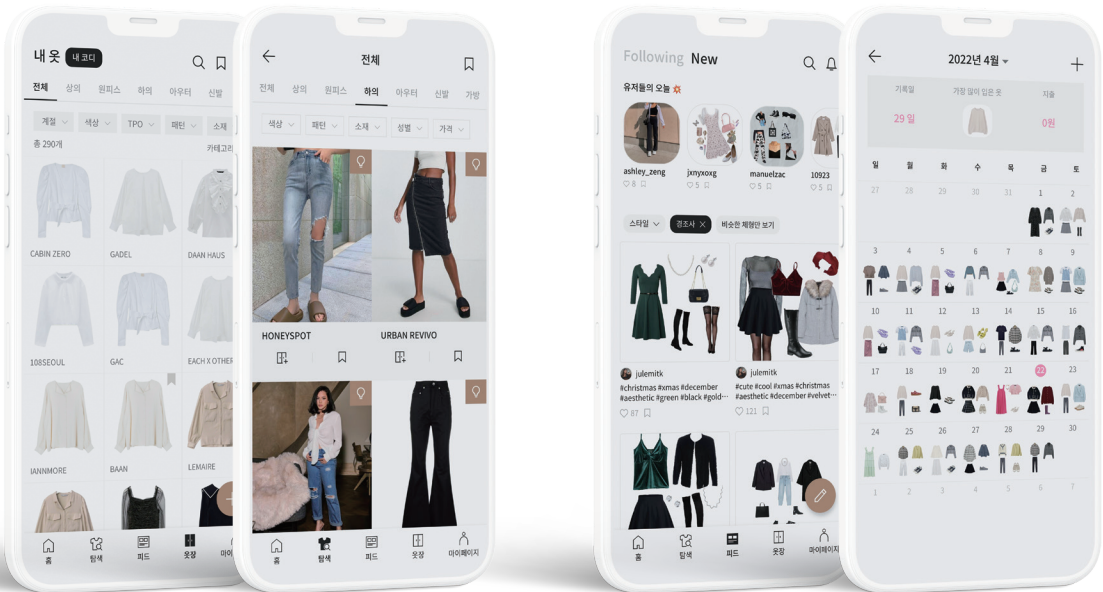 내 옷 내 코디
전체 상의 원피스 하의 아우터 신발
계절 색상 TPO 패턴 소재
총 290개
CABIN ZERO GADEL DAAN HAUS
108SEOUL GAC EACH X OTHER
IANNMORE BAAN LEMAIRE
홈 탐색 피드 옷장
전체
전체 상의 원피스 하의 아우터 신발 가방
색상 패턴 소재 성별 가격
HONEYSPOT URBAN REVIVO
홈 탐색 피드 옷장 마이페이지
Following New
유저들의 오늘
ashley_zeng jxnyxoxg manuelzac 10923
8 5 5 5
스타일 경조사 × 비슷한 체형만 보기
julemitk julemitk
#christmas #xmas #december #cute #cool #xmas #christmas
#aesthetic #green #black #gold··· #aesthetic #december #velvet···
87 121
홈 탐색 피드 옷장 마이페이지
2022년 4월
기록일 가장 많이 입은 옷 지출
29 일 0원
일 월 화 수 목 금 토
27 28 29 30 31 1 2
3 4 5 6 7 8 9
10 11 12 13 14 15 16
17 18 19 20 21 22 23
24 25 26 27 28 29 30
1 2 3 4 5 6 7